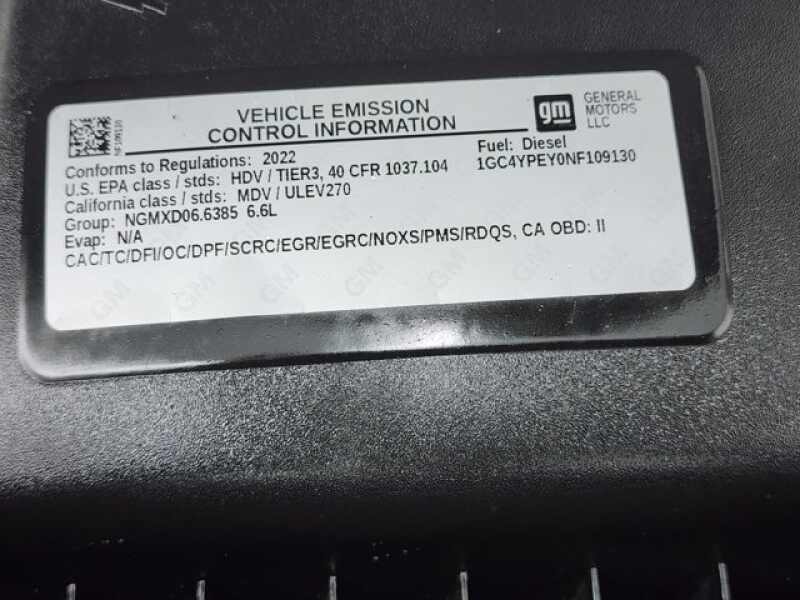 VEHICLE EMISSION
CONTROL INFORMATION
gm
GENERAL
MOTORS
LLC
NF109130
Conforms to Regulations: 2022
Fuel: Diesel
U.S. EPA class / stds: HDV / TIER3, 40 CFR 1037.104
1GC4YPEY0NF109130
California class / stds: MDV / ULEV270
Group: NGMXD06.6385 6.6L
Evap: N/A
CAC/TC/DFI/OC/DPF/SCRC/EGR/EGRC/NOXS/PMS/RDQS, CA OBD: II